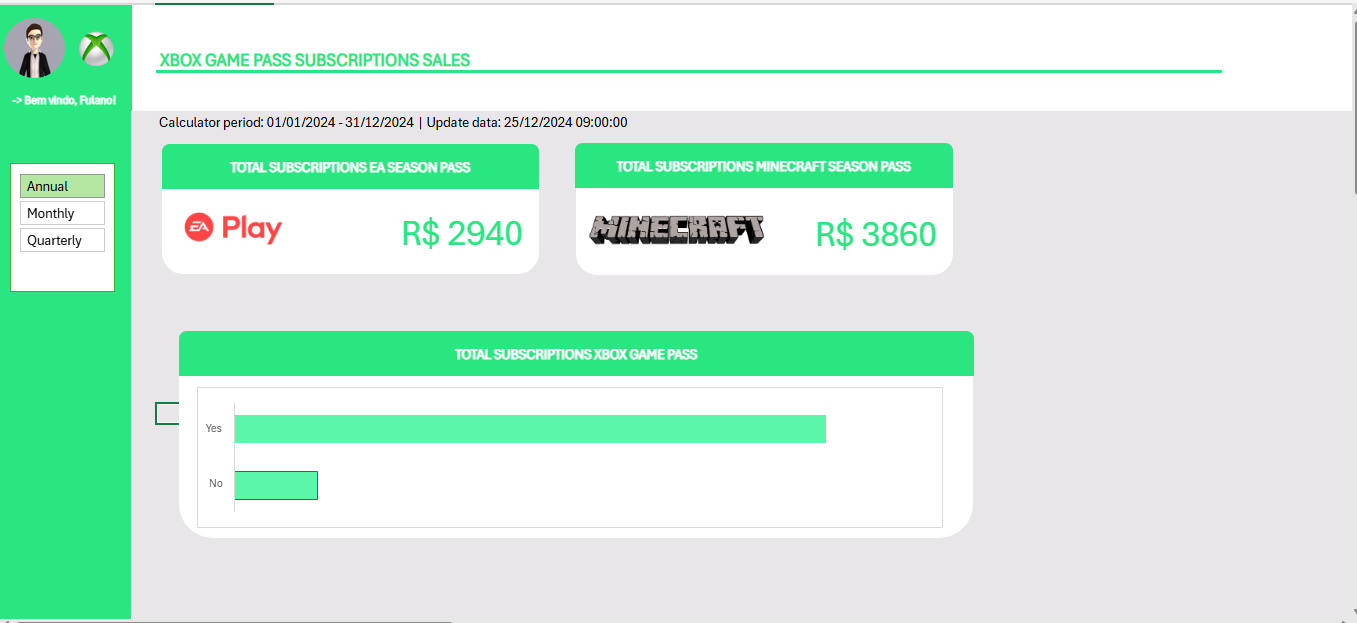 XBOX GAME PASS SUBSCRIPTIONS SALES
-> Bem vindo, Fulano!
Calculator period: 01/01/2024 - 31/12/2024 | Update data: 25/12/2024 09:00:00
Annual
Monthly
Quarterly
TOTAL SUBSCRIPTIONS EA SEASON PASS
EA Play
R$ 2940
TOTAL SUBSCRIPTIONS MINECRAFT SEASON PASS
MINECRAFT
R$ 3860
TOTAL SUBSCRIPTIONS XBOX GAME PASS
Yes
No